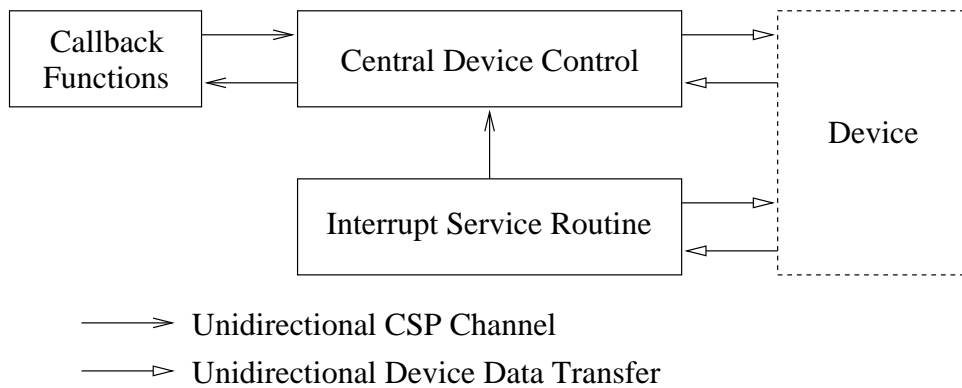 Callback
Functions
Central Device Control
Device
Interrupt Service Routine
Unidirectional CSP Channel
Unidirectional Device Data Transfer